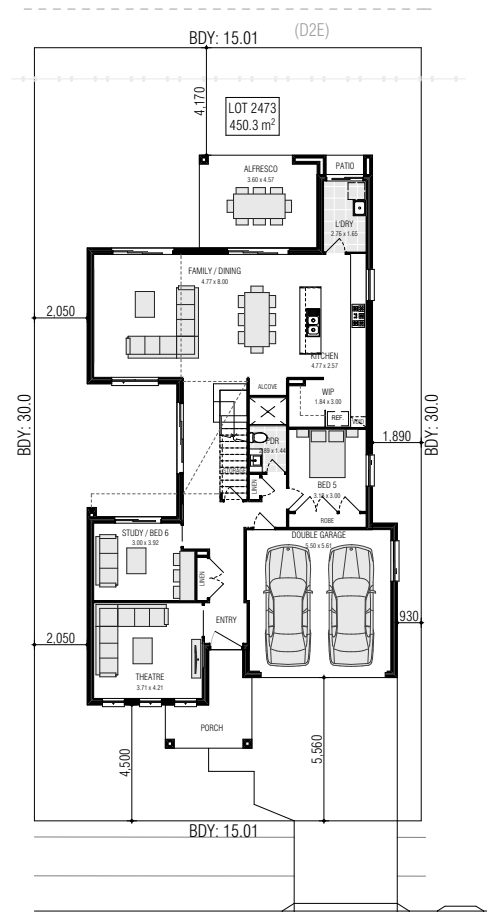 (D2E)
BDY: 15.01
4,170
LOT 2473
450.3 m²
ALFRESCO
3.60 x 4.57
PATIO
L'DRY
2.76 x 1.65
FAMILY / DINING
4.77 x 8.00
2,050
KITCHEN
4.77 x 2.57
ALCOVE
WIP
1.84 x 3.00
REF.
BDY: 30.0
BDY: 30.0
1,890
PDR
STORAGE
LINEN
BED 5
ROBE
STUDY / BED 6
3.00 x 3.92
DOUBLE GARAGE
5.50 x 5.61
LINEN
930
ENTRY
2,050
THEATRE
3.71 x 4.21
PORCH
4,500
5,560
BDY: 15.01